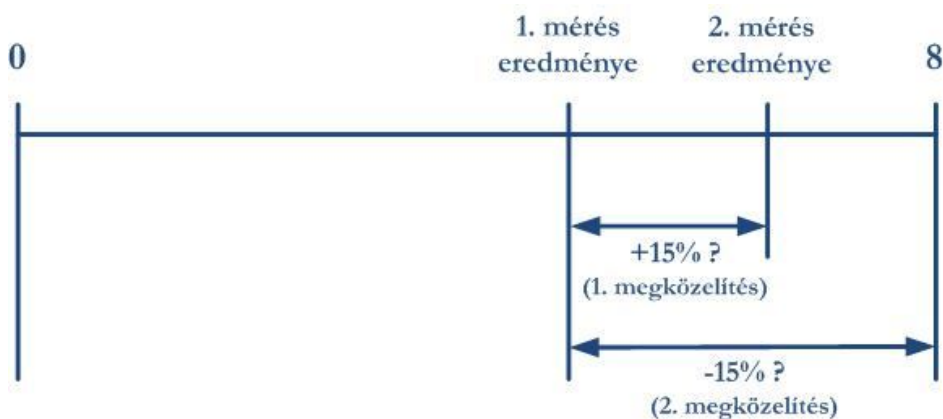 0
1. mérés
eredménye
2. mérés
eredménye
8
+15% ?
(1. megközelítés)
-15% ?
(2. megközelítés)